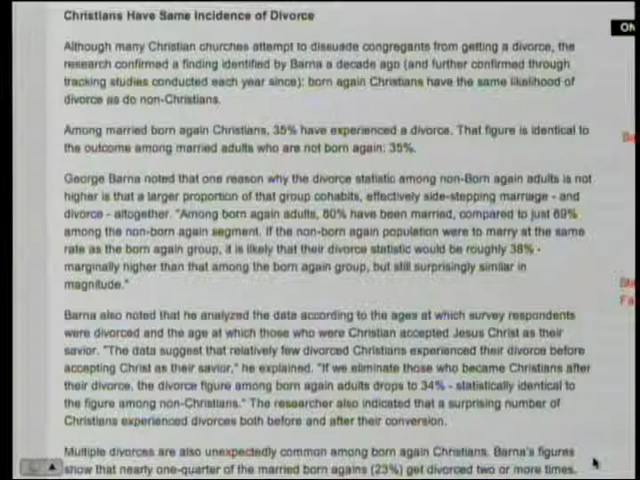 Christians Have Same Incidence of Divorce
Although many Christian churches attempt to dissuade congregants from getting a divorce, the
research confirmed a finding identified by Barna a decade ago (and further confirmed through
tracking studies conducted each year since): born again Christians have the same likelihood of
divorce as do non-Christians.
Among married born again Christians, 35% have experienced a divorce. That figure is identical to
the outcome among married adults who are not born again: 35%.
George Barna noted that one reason why the divorce statistic among non-Born again adults is not
higher is that a larger proportion of that group cohabits, effectively side-stepping marriage - and
divorce - altogether. "Among born again adults, 80% have been married, compared to just 69%
among the non-born again segment. If the non-born again population were to marry at the same
rate as the born again group, it is likely that their divorce statistic would be roughly 38% -
marginally higher than that among the born again group, but still surprisingly similar in
magnitude."
Barna also noted that he analyzed the data according to the ages at which survey respondents
were divorced and the age at which those who were Christian accepted Jesus Christ as their
savior. "The data suggest that relatively few divorced Christians experienced their divorce before
accepting Christ as their savior," he explained. "If we eliminate those who became Christians after
their divorce, the divorce figure among born again adults drops to 34% - statistically identical to
the figure among non-Christians." The researcher also indicated that a surprising number of
Christians experienced divorces both before and after their conversion.
Multiple divorces are also unexpectedly common among born again Christians. Barna's figures
show that nearly one-quarter of the married born agains (23%) get divorced two or more times.
ON
Fa